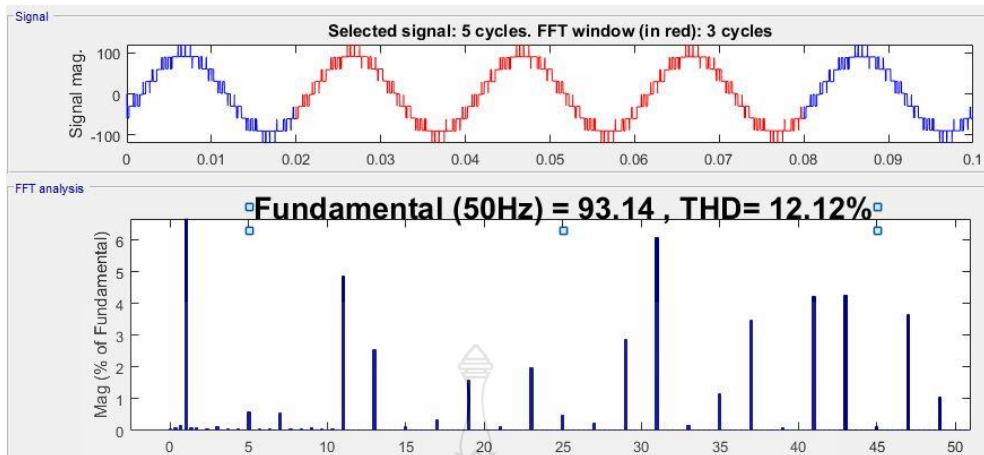 Signal
Selected signal: 5 cycles. FFT window (in red): 3 cycles
Signal mag.
100
0
-100
0 0.01 0.02 0.03 0.04 0.05 0.06 0.07 0.08 0.09 0.1
FFT analysis
Fundamental (50Hz) = 93.14 , THD= 12.12%
Mag (% of Fundamental)
6
5
4
3
2
1
0
0 5 10 15 20 25 30 35 40 45 50